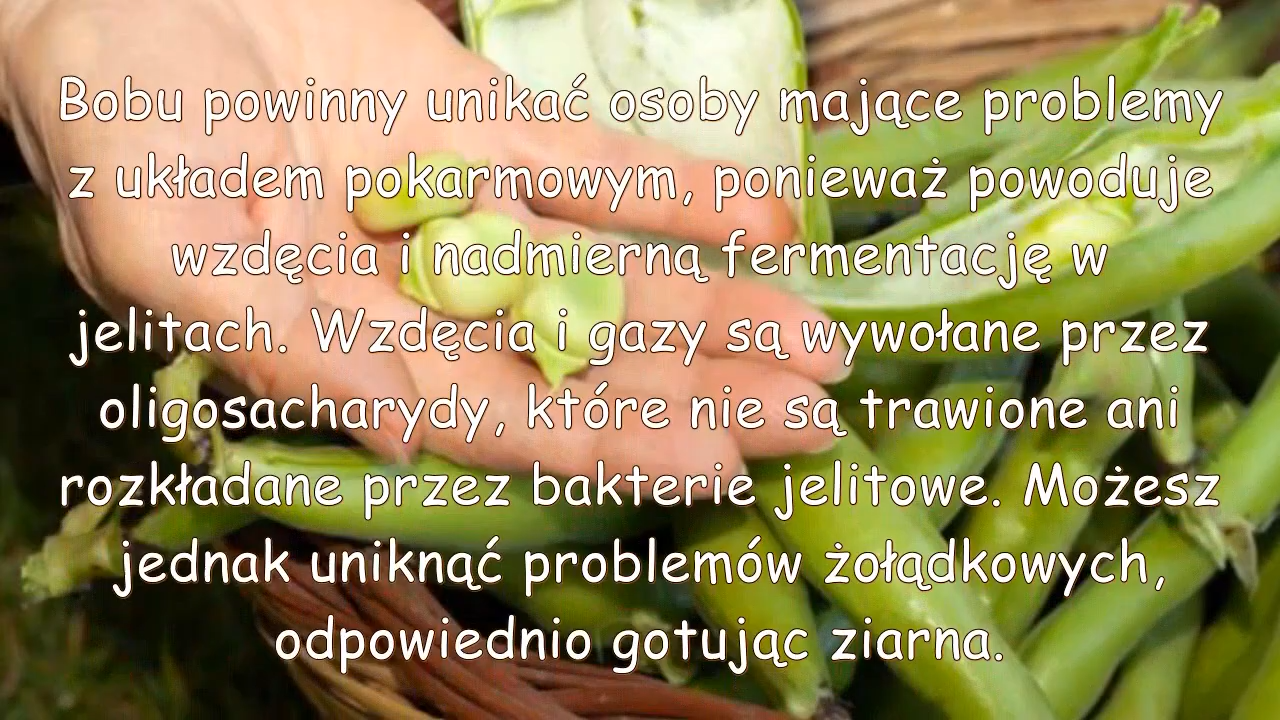 Bobu powinny unikać osoby mające problemy
z układem pokarmowym, ponieważ powoduje
wzdęcia i nadmierną fermentację w
jelitach. Wzdęcia i gazy są wywołane przez
oligosacharydy, które nie są trawione ani
rozkładane przez bakterie jelitowe. Możesz
jednak uniknąć problemów żołądkowych,
odpowiednio gotując ziarna.